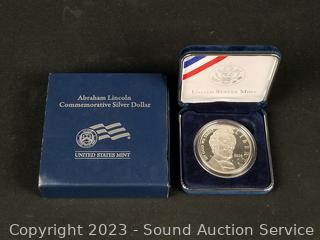 Abraham Lincoln
Commemorative Silver Dollar
UNITED STATES MINT
UNITED STATES MINT
Copyright © 2023 - Sound Auction Service